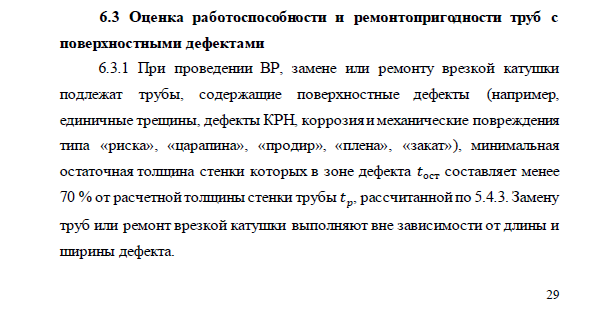 6.3 Оценка работоспособности и ремонтопригодности труб с
поверхностными дефектами
6.3.1 При проведении ВР, замене или ремонту врезкой катушки
подлежат трубы, содержащие поверхностные дефекты (например,
единичные трещины, дефекты КРН, коррозия и механические повреждения
типа «риска», «царапина», «продир», «плена», «закат»), минимальная
остаточная толщина стенки которых в зоне дефекта tост составляет менее
70 % от расчетной толщины стенки трубы tр, рассчитанной по 5.4.3. Замену
труб или ремонт врезкой катушки выполняют вне зависимости от длины и
ширины дефекта.
29